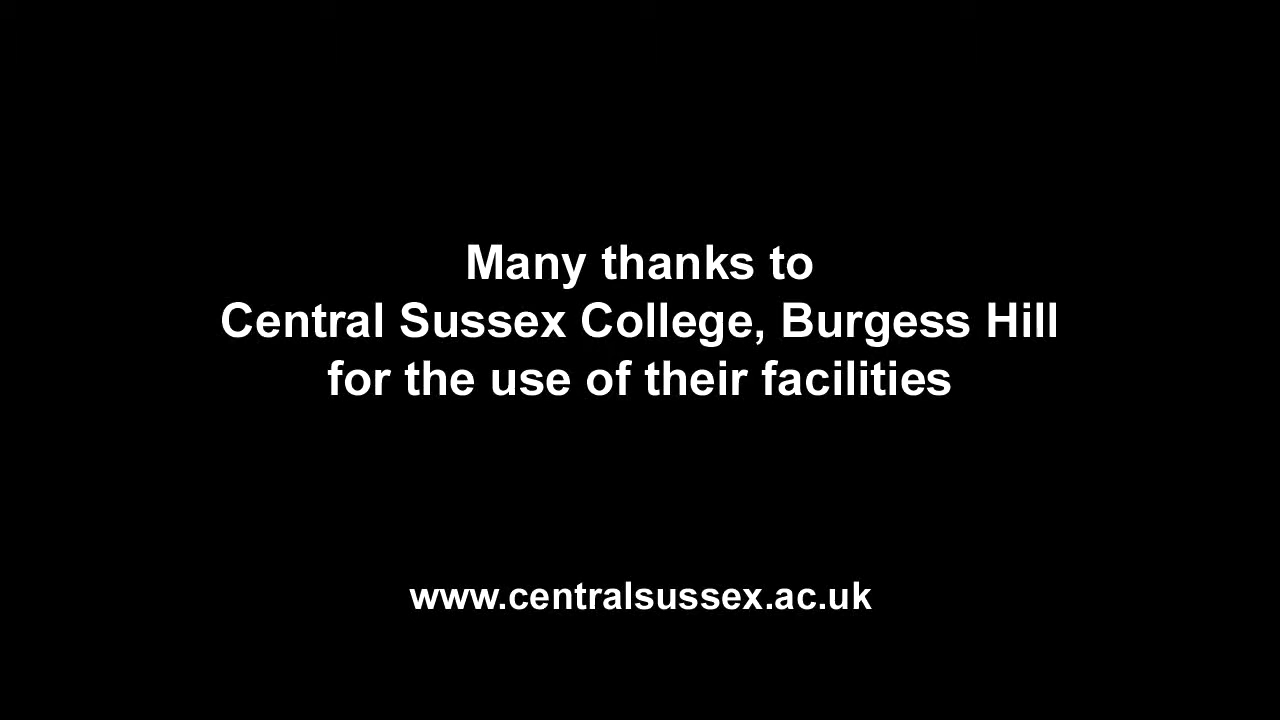 Many thanks to
Central Sussex College, Burgess Hill
for the use of their facilities
www.centralsussex.ac.uk